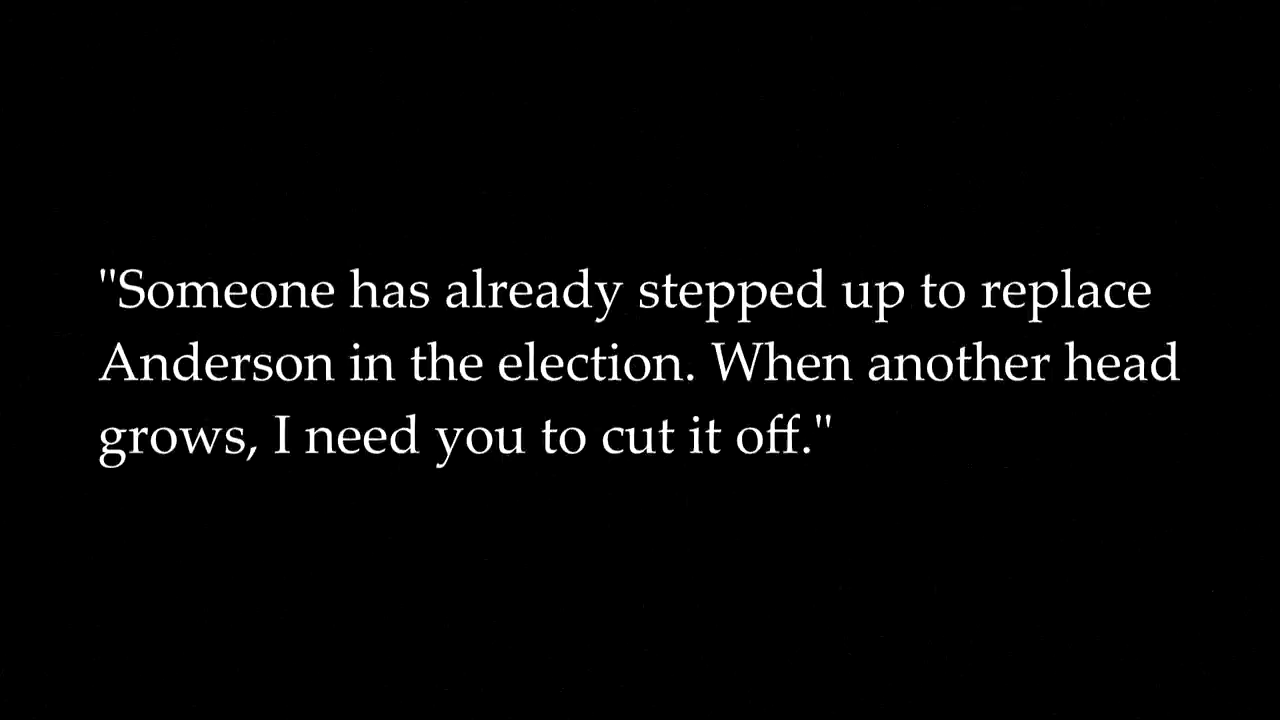 "Someone has already stepped up to replace
Anderson in the election. When another head
grows, I need you to cut it off."